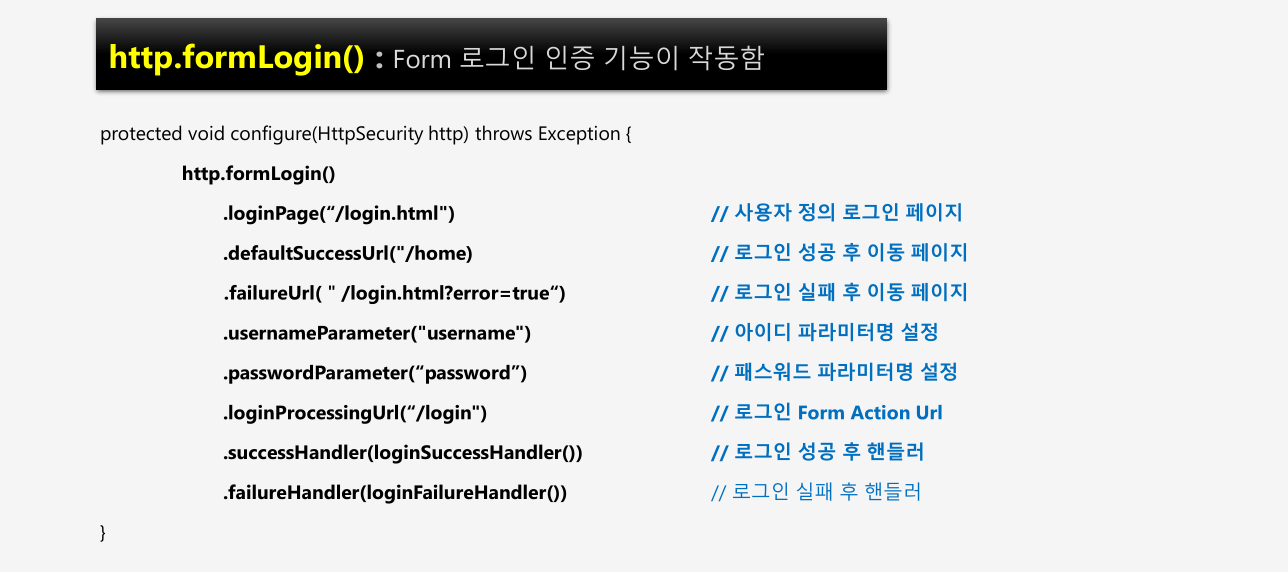 http.formLogin() : Form 로그인 인증 기능이 작동함
protected void configure(HttpSecurity http) throws Exception {
http.formLogin()
.loginPage(“/login.html") // 사용자 정의 로그인 페이지
.defaultSuccessUrl("/home) // 로그인 성공 후 이동 페이지
.failureUrl( " /login.html?error=true“) // 로그인 실패 후 이동 페이지
.usernameParameter("username") // 아이디 파라미터명 설정
.passwordParameter(“password”) // 패스워드 파라미터명 설정
.loginProcessingUrl(“/login") // 로그인 Form Action Url
.successHandler(loginSuccessHandler()) // 로그인 성공 후 핸들러
.failureHandler(loginFailureHandler()) // 로그인 실패 후 핸들러
}